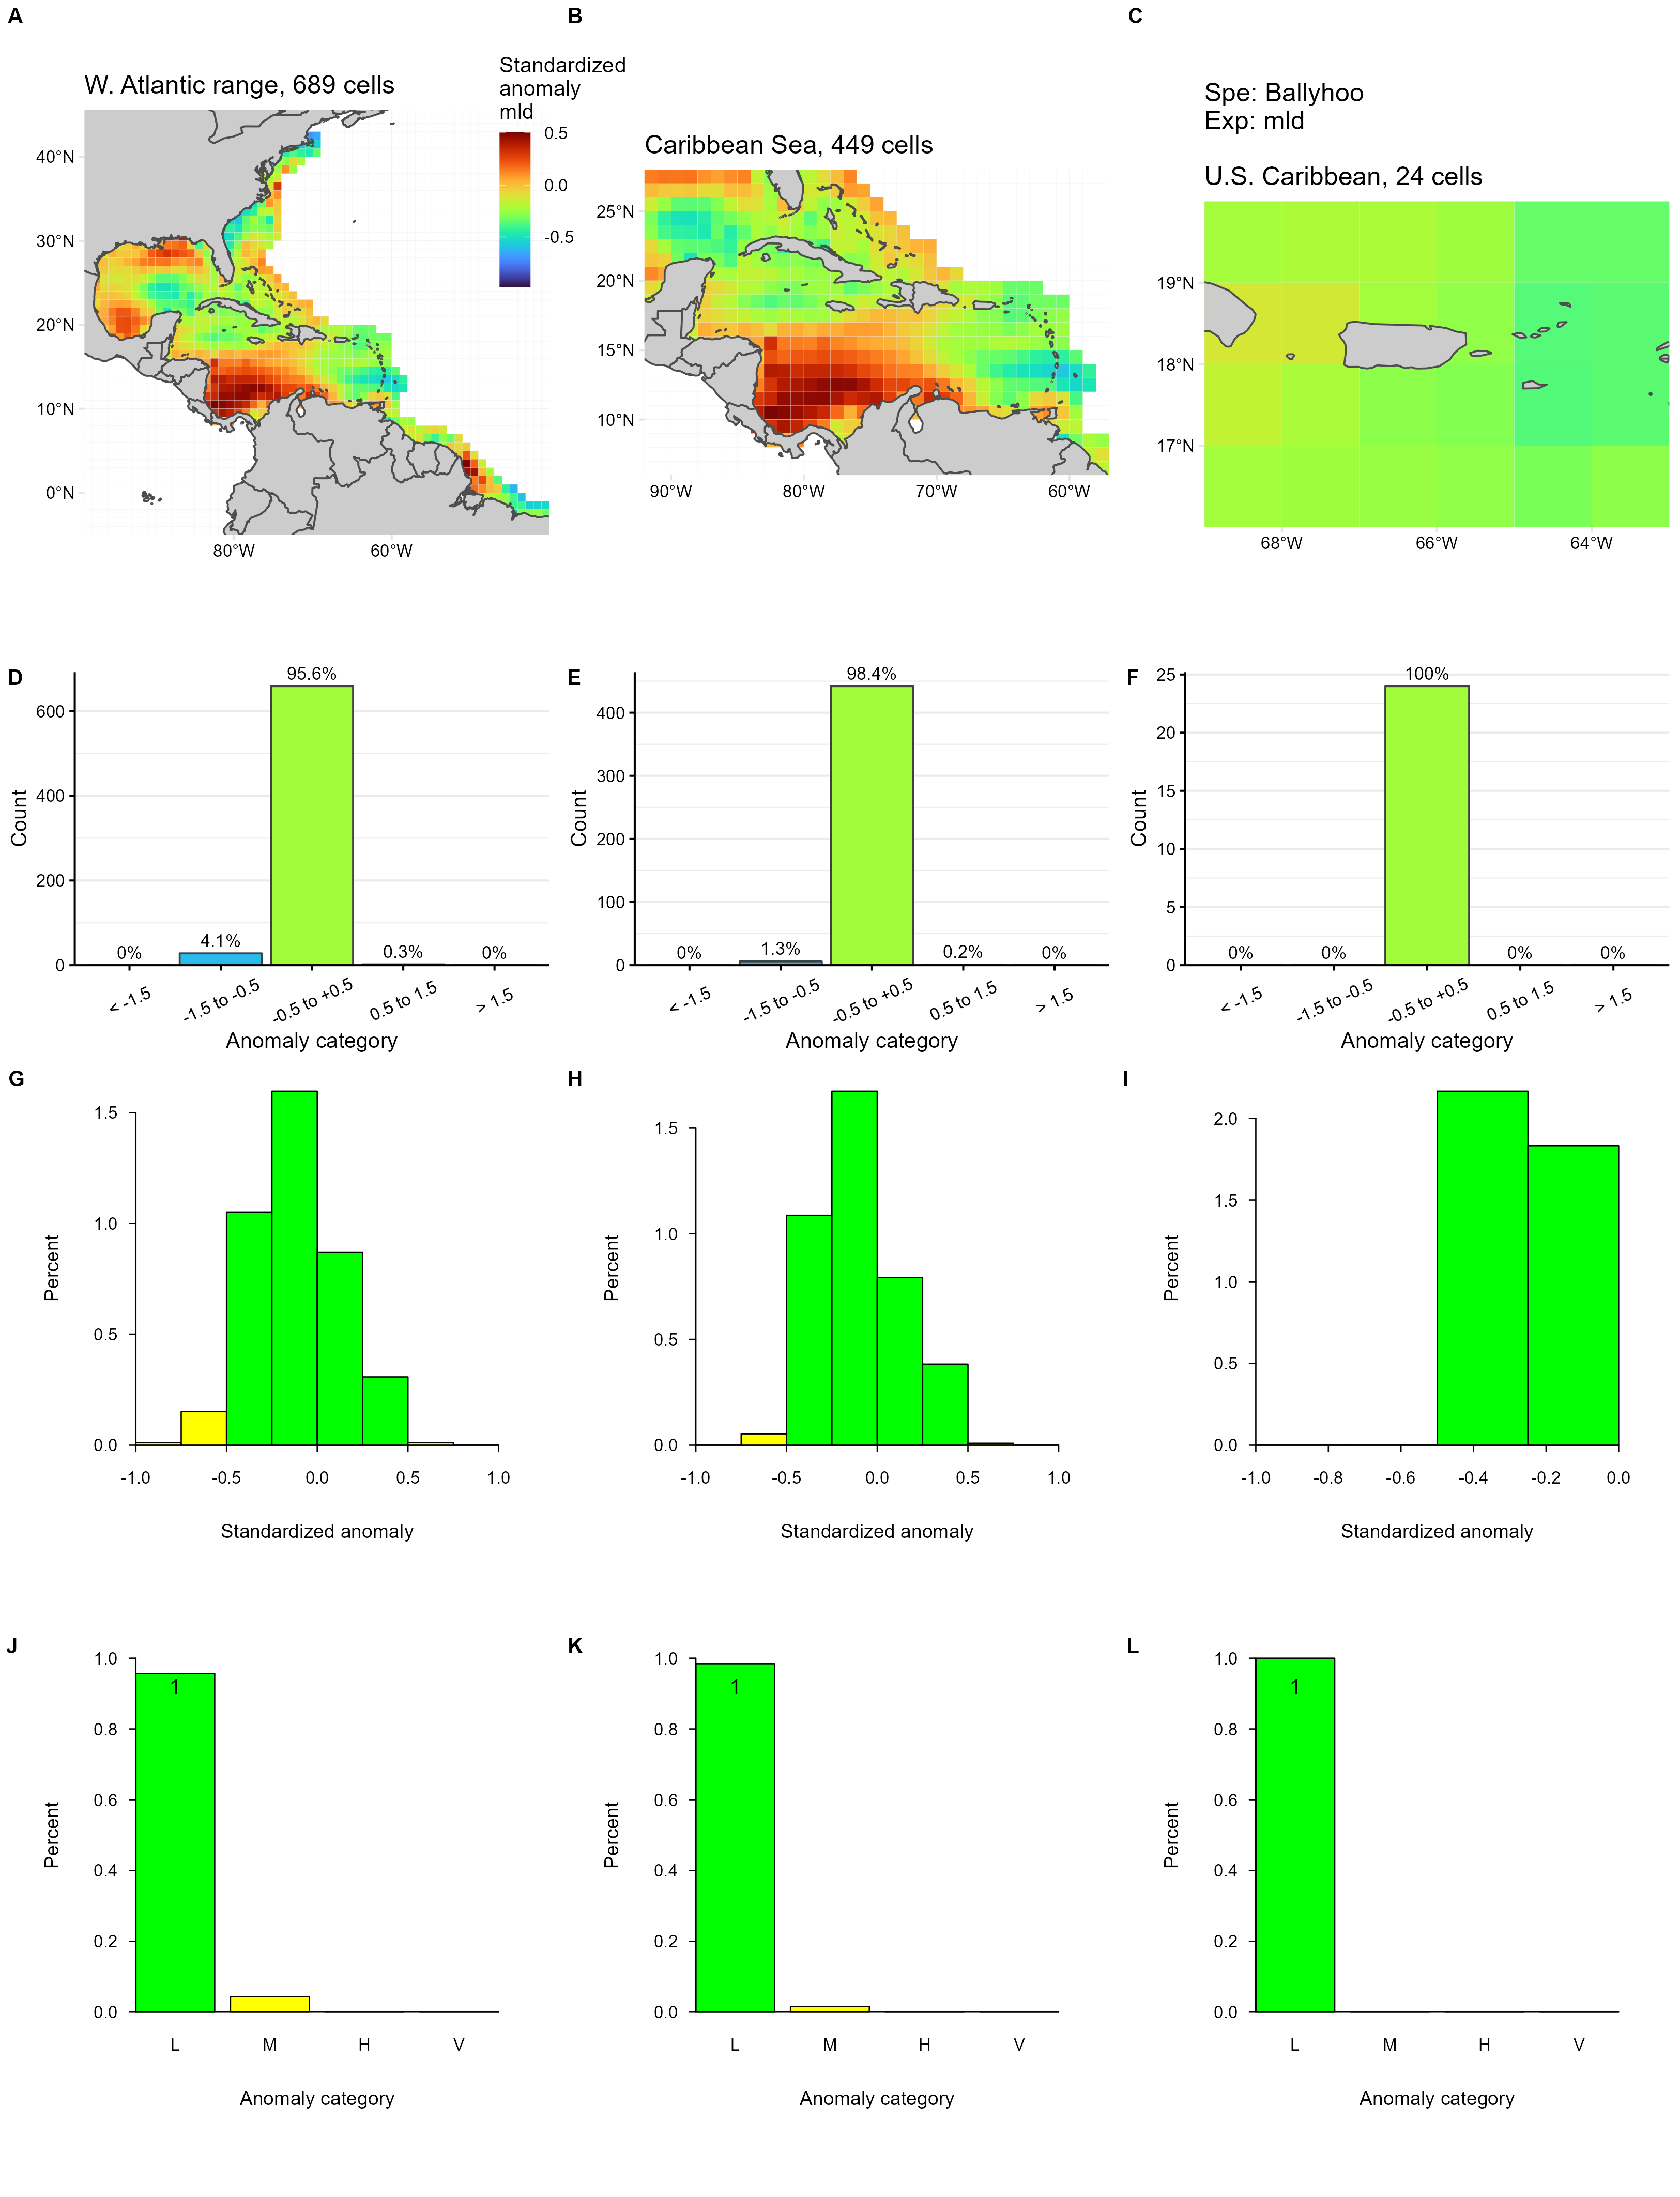 A
B
C
W. Atlantic range, 689 cells
Standardized
anomaly
mld
0.5
0.0
-0.5
40°N
30°N
20°N
10°N
0°N
80°W
60°W
Caribbean Sea, 449 cells
25°N
20°N
15°N
10°N
90°W
80°W
70°W
60°W
Spe: Ballyhoo
Exp: mld
U.S. Caribbean, 24 cells
19°N
18°N
17°N
68°W
66°W
64°W
D
Count
600
400
200
0
0%
4.1%
95.6%
0.3%
0%
< -1.5
-1.5 to -0.5
-0.5 to +0.5
0.5 to 1.5
> 1.5
Anomaly category
E
Count
400
300
200
100
0
0%
1.3%
98.4%
0.2%
0%
< -1.5
-1.5 to -0.5
-0.5 to +0.5
0.5 to 1.5
> 1.5
Anomaly category
F
Count
25
20
15
10
5
0
0%
0%
100%
0%
0%
< -1.5
-1.5 to -0.5
-0.5 to +0.5
0.5 to 1.5
> 1.5
Anomaly category
G
Percent
1.5
1.0
0.5
0.0
-1.0
-0.5
0.0
0.5
1.0
Standardized anomaly
H
Percent
1.5
1.0
0.5
0.0
-1.0
-0.5
0.0
0.5
1.0
Standardized anomaly
I
Percent
2.0
1.5
1.0
0.5
0.0
-1.0
-0.8
-0.6
-0.4
-0.2
0.0
Standardized anomaly
J
Percent
1.0
0.8
0.6
0.4
0.2
0.0
1
L
M
H
V
Anomaly category
K
Percent
1.0
0.8
0.6
0.4
0.2
0.0
1
L
M
H
V
Anomaly category
L
Percent
1.0
0.8
0.6
0.4
0.2
0.0
1
L
M
H
V
Anomaly category